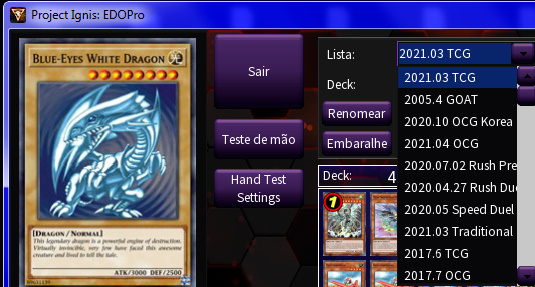 Project Ignis: EDOPro
BLUE-EYES WHITE DRAGON
[DRAGON / NORMAL]
This legendary dragon is a powerful engine of destruction.
Virtually invincible, very few have faced this awesome
creature and lived to tell the tale.
ATK/3000 DEF/2500
Sair
Teste de mão
Hand Test
Settings
Lista:
2021.03 TCG
Deck:
Renomear
Embaralhe
Deck: 4
1
2021.03 TCG
2005.4 GOAT
2020.10 OCG Korea
2021.04 OCG
2020.07.02 Rush Pre
2020.04.27 Rush Due
2020.05 Speed Duel
2021.03 Traditional
2017.6 TCG
2017.7 OCG